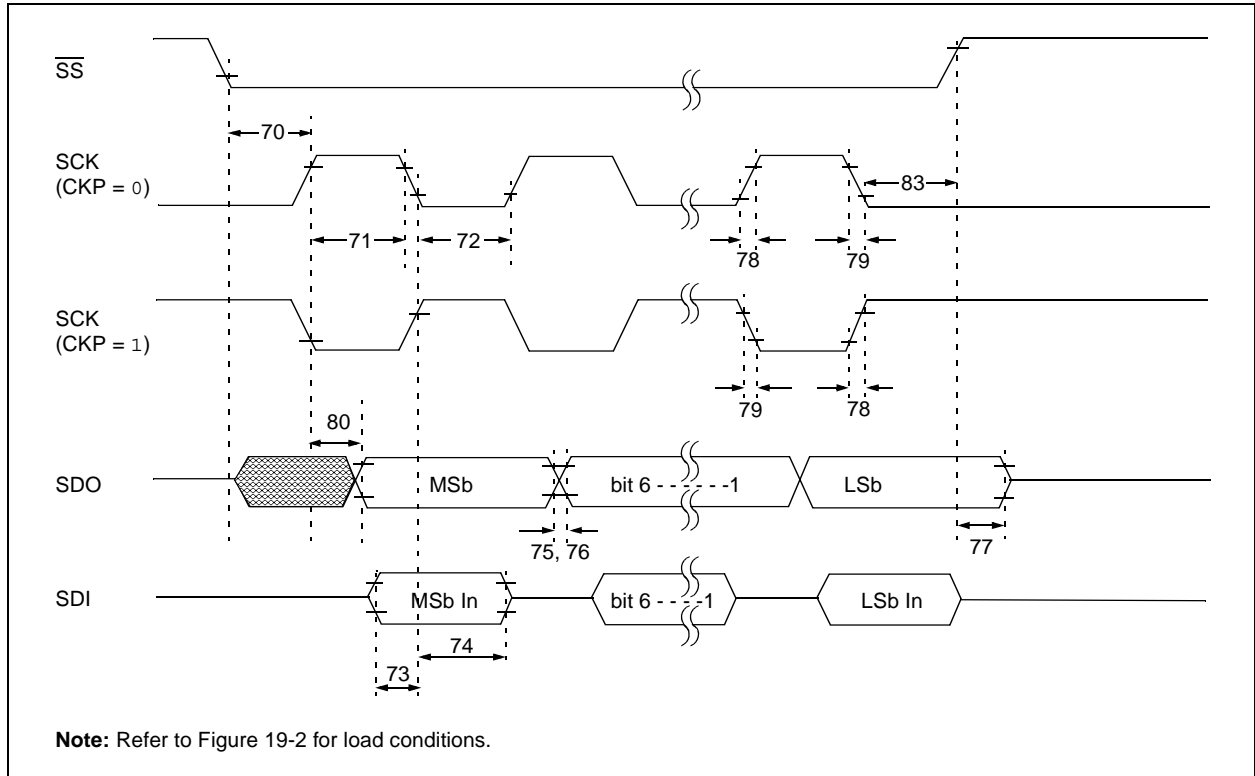 SS
70
SCK
(CKP = 0)
83
71
72
78
79
SCK
(CKP = 1)
79
78
80
SDO
MSb
bit 6 - - - - - -1
LSb
75, 76
77
SDI
MSb In
bit 6 - - - -1
LSb In
74
73
Note: Refer to Figure 19-2 for load conditions.